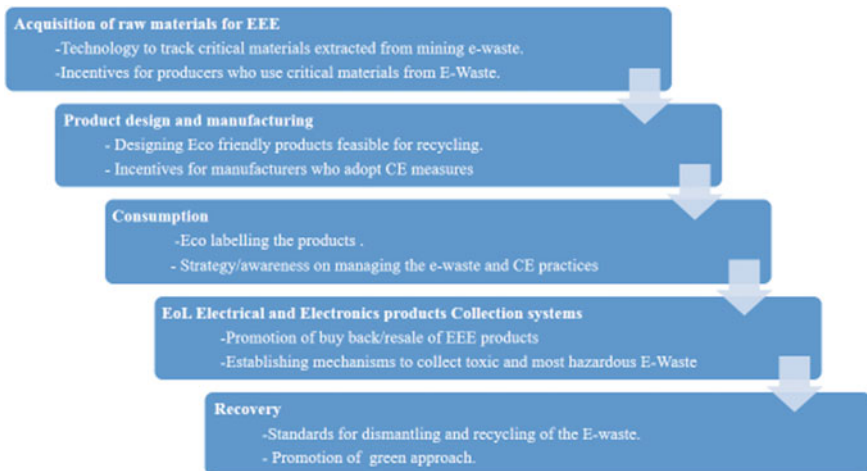 Acquisition of raw materials for EEE
-Technology to track critical materials extracted from mining e-waste.
-Incentives for producers who use critical materials from E-Waste.
Product design and manufacturing
- Designing Eco friendly products feasible for recycling.
- Incentives for manufacturers who adopt CE measures
Consumption
-Eco labelling the products .
- Strategy/awareness on managing the e-waste and CE practices
EoL Electrical and Electronics products Collection systems
-Promotion of buy back/resale of EEE products
-Establishing mechanisms to collect toxic and most hazardous E-Waste
Recovery
-Standards for dismantling and recycling of the E-waste.
- Promotion of green approach.